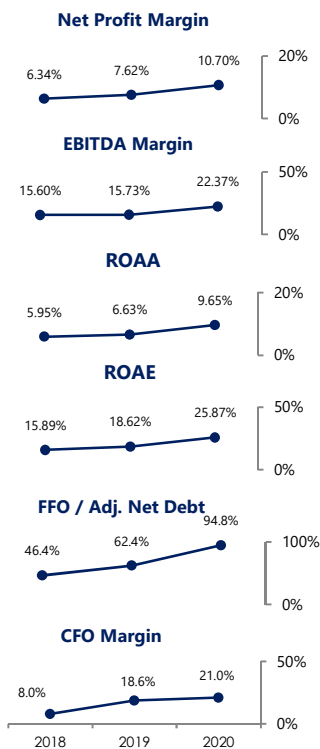 Net Profit Margin
6.34% 7.62% 10.70% 20%
0%
EBITDA Margin
15.60% 15.73% 22.37% 50%
0%
ROAA
5.95% 6.63% 9.65% 20%
0%
ROAE
15.89% 18.62% 25.87% 50%
0%
FFO / Adj. Net Debt
46.4% 62.4% 94.8% 100%
0%
CFO Margin
8.0% 18.6% 21.0% 50%
0%
2018 2019 2020